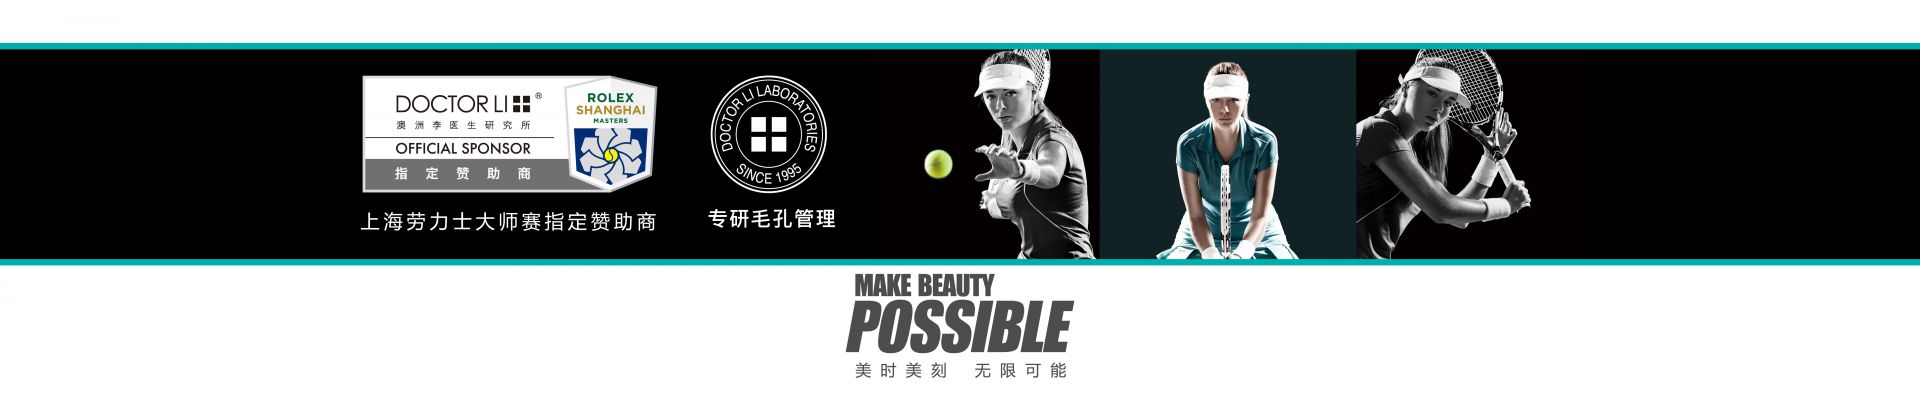 DOCTOR LI ®
澳洲李医生研究所
OFFICIAL SPONSOR
指定赞助商
ROLEX
SHANGHAI
MASTERS
上海劳力士大师赛指定赞助商
DOCTOR LI LABORATORIES
SINCE 1995
专研毛孔管理
MAKE BEAUTY
POSSIBLE
美时美刻 无限可能